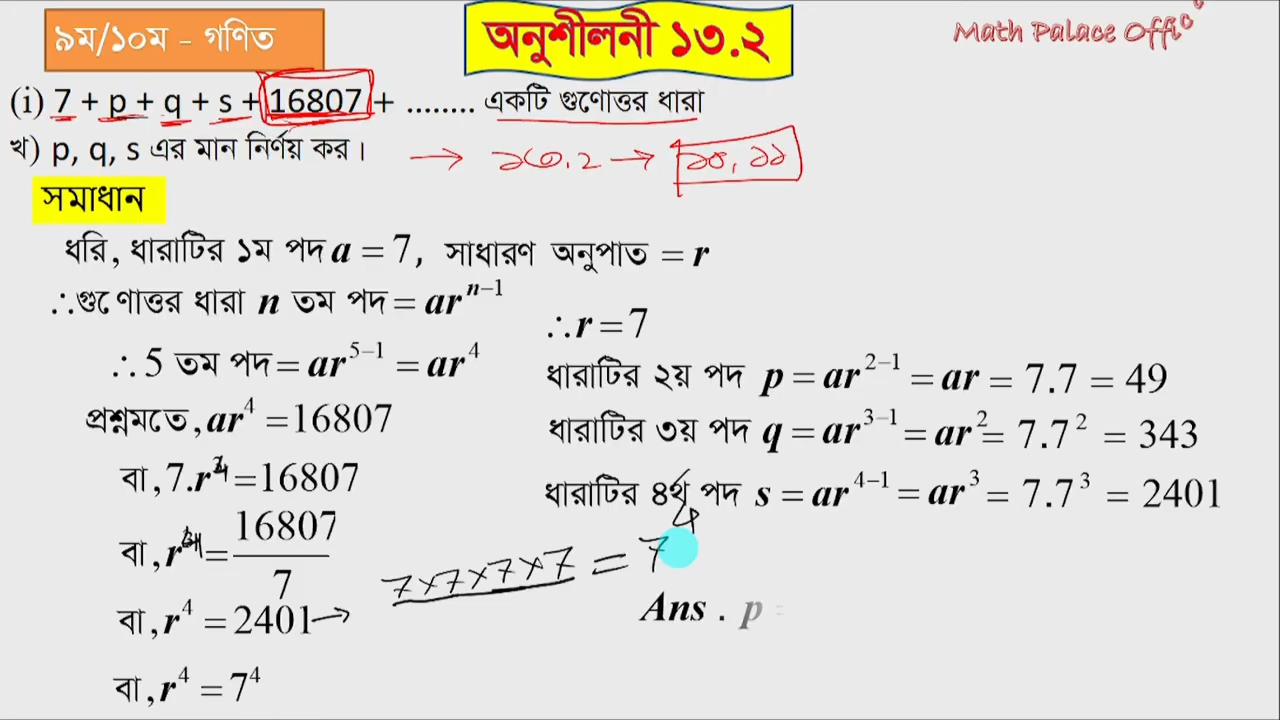 ৯ম/১০ম - গণিত
অনুশীলনী ১৩.২
Math Palace Offic
(i) 7 + p + q + s + 16807 + ........ একটি গুণোত্তর ধারা
খ) p, q, s এর মান নির্ণয় কর। → ১৩.২ →
সমাধান
ধরি, ধারাটির ১ম পদ a = 7, সাধারণ অনুপাত = r
∴গুণোত্তর ধারা n তম পদ = ar^{n−1}
∴ 5 তম পদ = ar^{5−1} = ar^4
প্রশ্নমতে, ar^4 = 16807
বা, 7.r^4 = 16807
বা, r^4 = 16807/7
বা, r^4 = 2401 → 7×7×7×7 = 7^4
বা, r^4 = 7^4
∴ r = 7
ধারাটির ২য় পদ p = ar^{2−1} = ar = 7.7 = 49
ধারাটির ৩য় পদ q = ar^{3−1} = ar^2 = 7.7^2 = 343
ধারাটির ৪র্থ পদ s = ar^{4−1} = ar^3 = 7.7^3 = 2401
Ans . p =